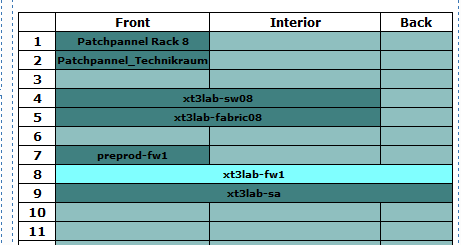 Front Interior Back
1 Patchpannel Rack 8
2 Patchpannel_Technikraum
3
4 xt3lab-sw08
5 xt3lab-fabric08
6
7 preprod-fw1
8 xt3lab-fw1
9 xt3lab-sa
10
11